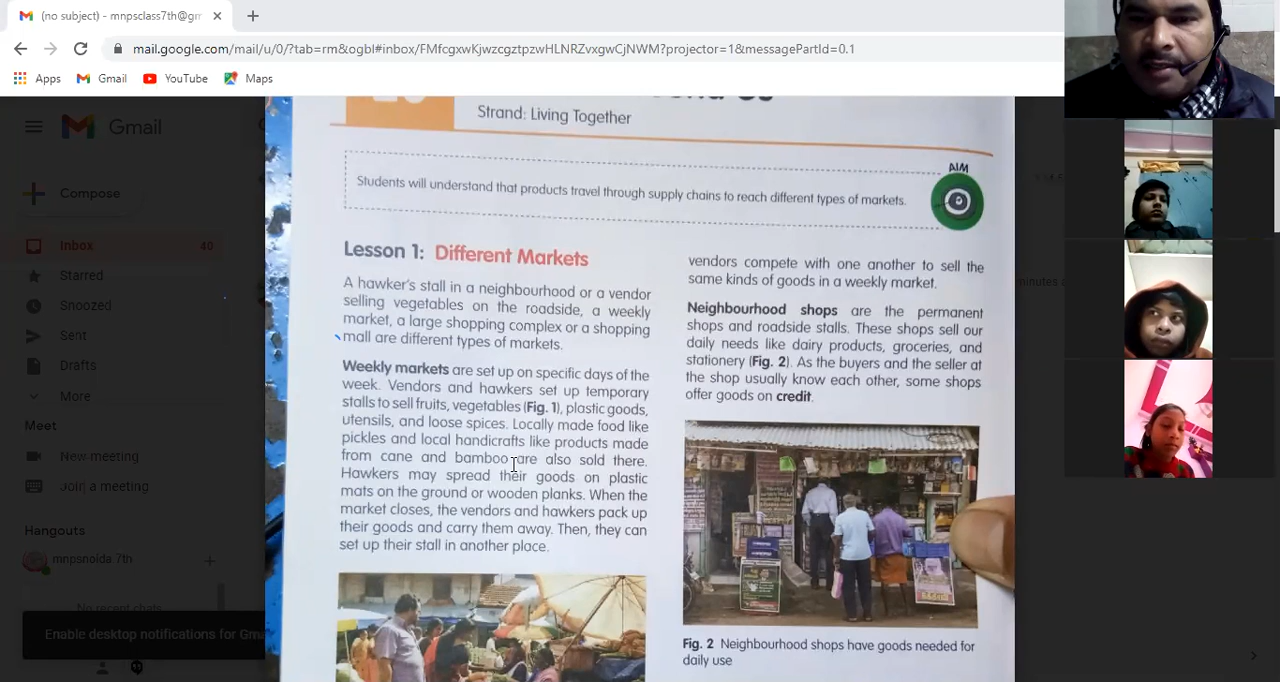 (no subject) - mnpsclass7th@gm
mail.google.com/mail/u/0/?tab=rm&ogbl#inbox/FMfcgxwKjwzcgztpzwHLNRZvxgwCjNWM?projector=1&messagePartId=0.1
Apps
Gmail
YouTube
Maps
Gmail
Compose
Inbox
40
Starred
Snoozed
Sent
Drafts
More
Meet
New meeting
Join a meeting
Hangouts
mnpsnoida.7th
No recent chats
Enable desktop notifications for Gma
Strand: Living Together
AIM
Students will understand that products travel through supply chains to reach different types of markets.
Lesson 1: Different Markets
A hawker's stall in a neighbourhood or a vendor
selling vegetables on the roadside, a weekly
market, a large shopping complex or a shopping
mall are different types of markets.
Weekly markets are set up on specific days of the
week. Vendors and hawkers set up temporary
stalls to sell fruits, vegetables (Fig. 1), plastic goods,
utensils, and loose spices. Locally made food like
pickles and local handicrafts like products made
from cane and bamboo are also sold there.
Hawkers may spread their goods on plastic
mats on the ground or wooden planks. When the
market closes, the vendors and hawkers pack up
their goods and carry them away. Then, they can
set up their stall in another place.
vendors compete with one another to sell the
same kinds of goods in a weekly market.
Neighbourhood shops are the permanent
shops and roadside stalls. These shops sell our
daily needs like dairy products, groceries, and
stationery (Fig. 2). As the buyers and the seller at
the shop usually know each other, some shops
offer goods on credit.
Fig. 2 Neighbourhood shops have goods needed for
daily use